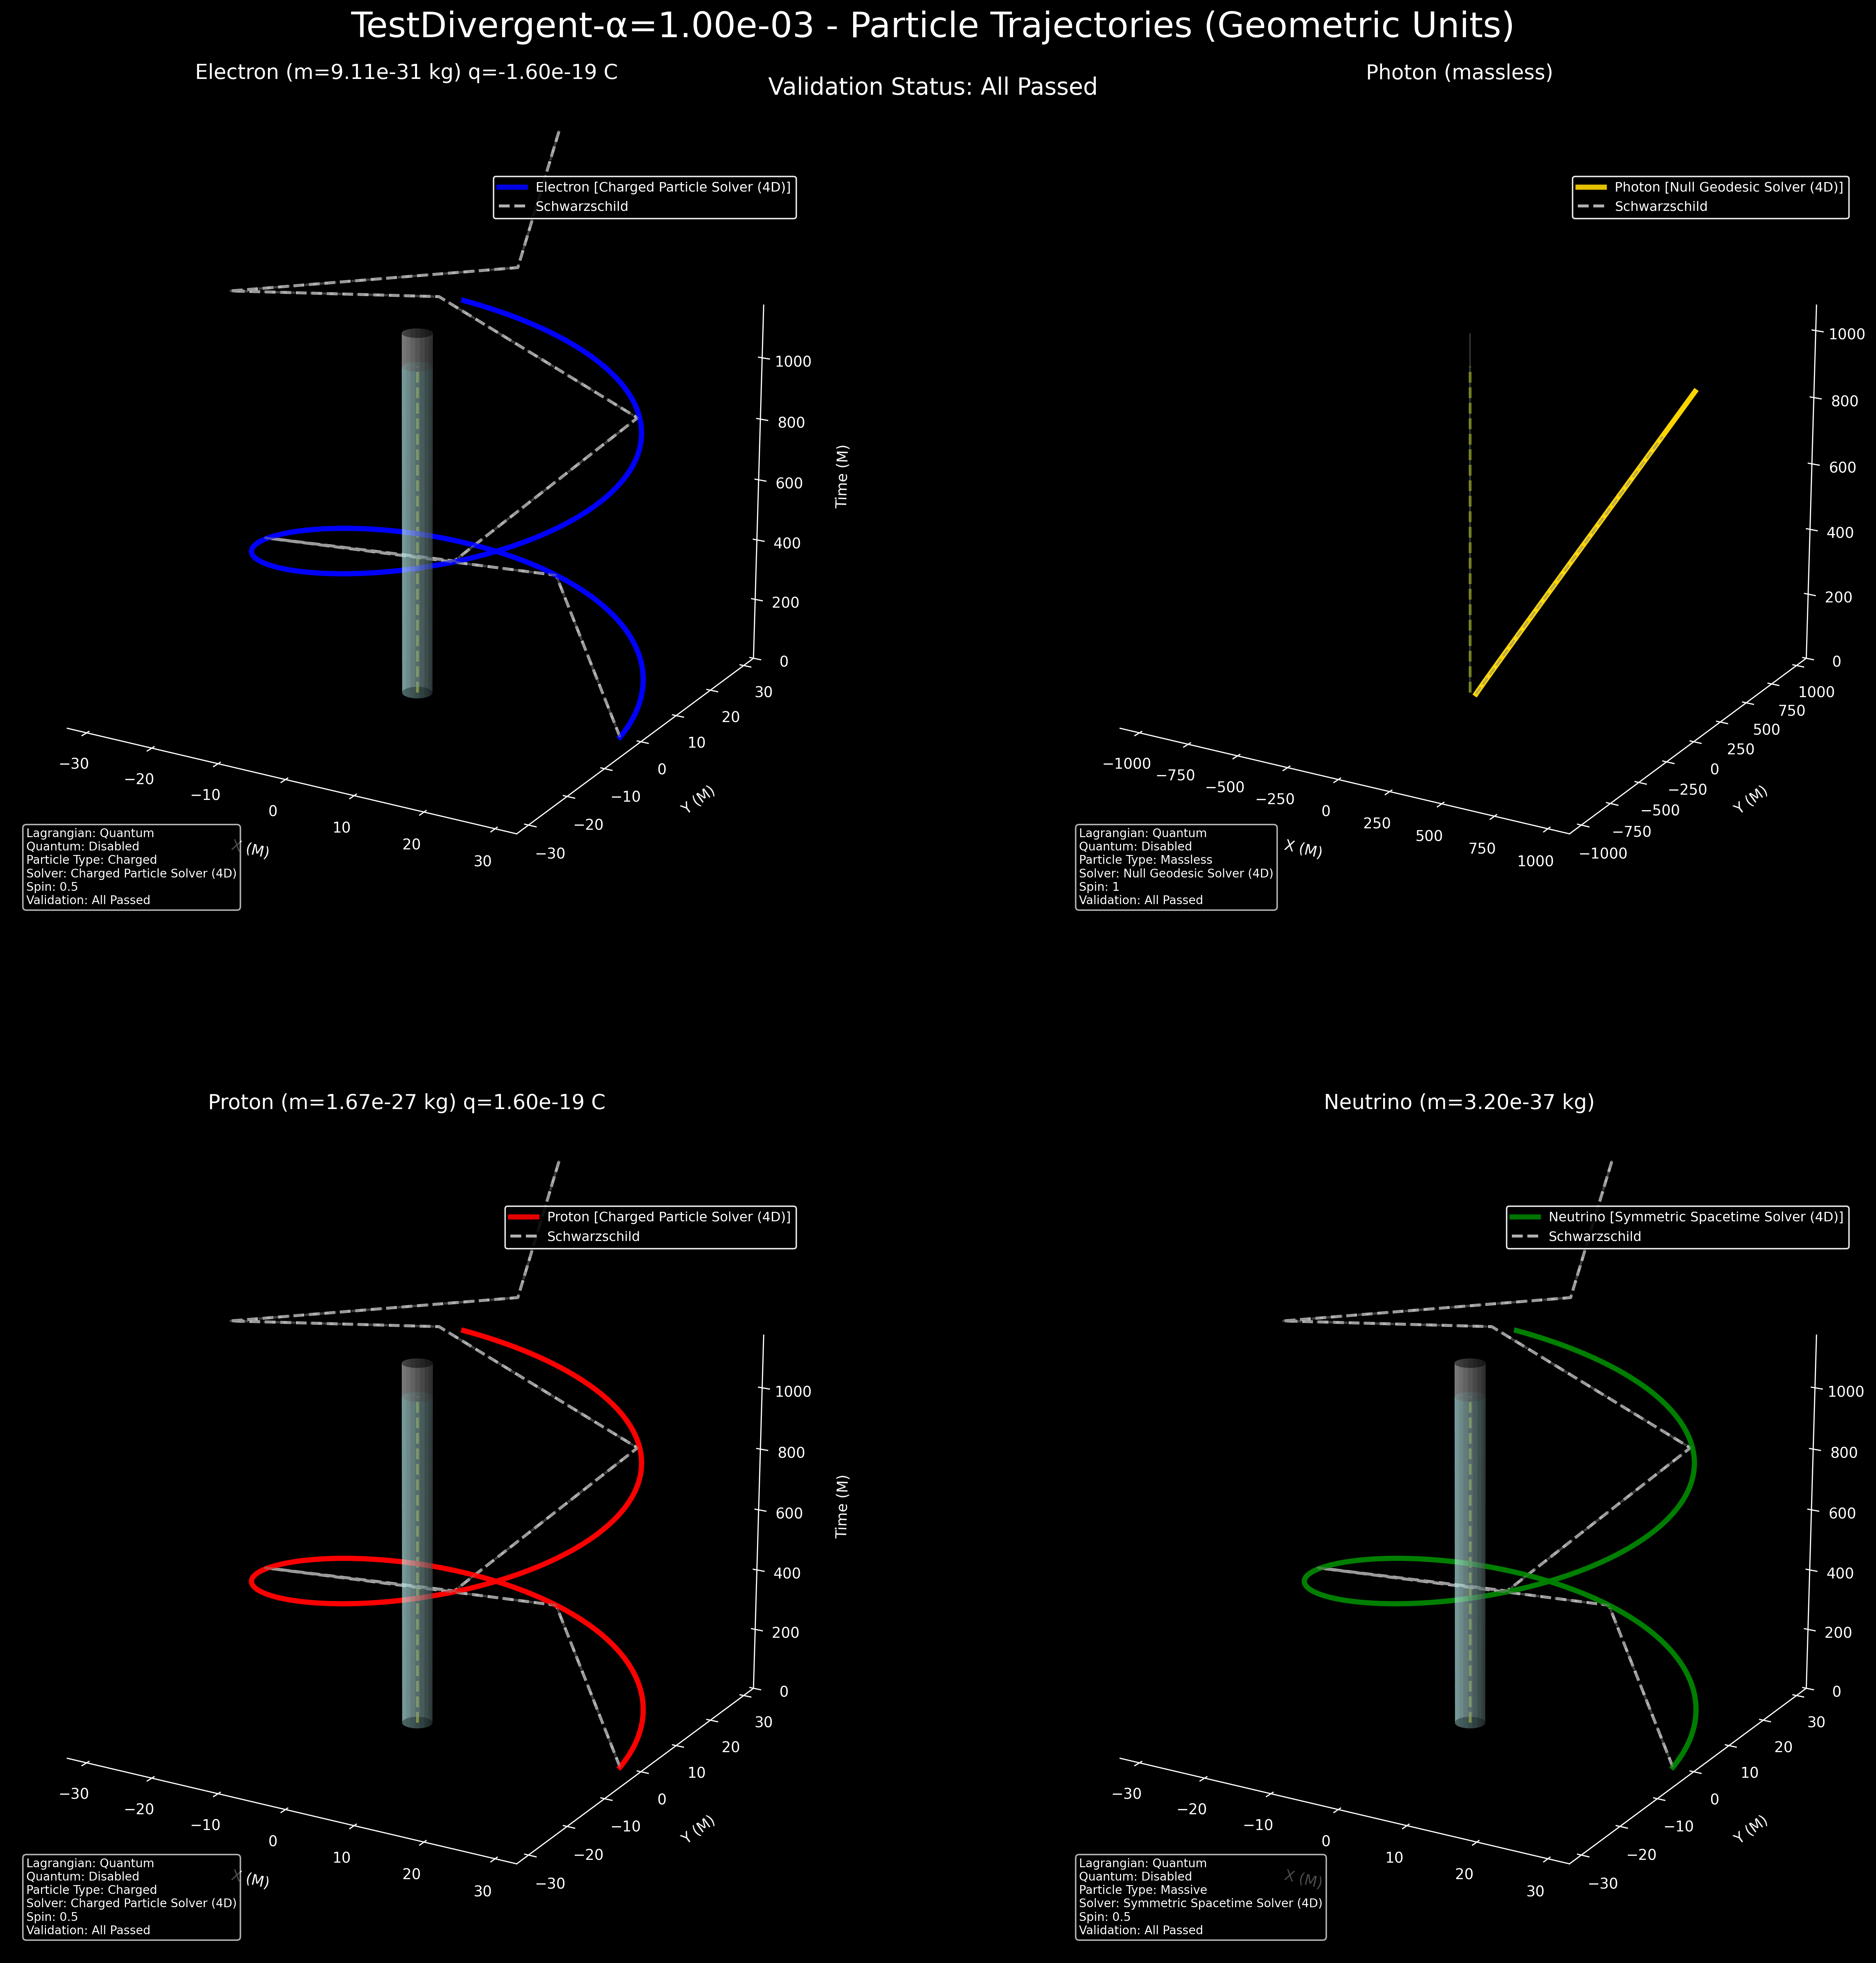 TestDivergent-α=1.00e-03 - Particle Trajectories (Geometric Units)
Validation Status: All Passed
Electron (m=9.11e-31 kg) q=-1.60e-19 C
Electron [Charged Particle Solver (4D)]
Schwarzschild
1000
800
600
400
200
0
Time (M)
30
20
10
0
−10
−20
−30
Y (M)
−30
−20
−10
0
10
20
30
X (M)
Lagrangian: Quantum
Quantum: Disabled
Particle Type: Charged
Solver: Charged Particle Solver (4D)
Spin: 0.5
Validation: All Passed
Photon (massless)
Photon [Null Geodesic Solver (4D)]
Schwarzschild
1000
800
600
400
200
0
1000
750
500
250
0
−250
−500
−750
−1000
Y (M)
−1000
−750
−500
−250
0
250
500
750
1000
X (M)
Lagrangian: Quantum
Quantum: Disabled
Particle Type: Massless
Solver: Null Geodesic Solver (4D)
Spin: 1
Validation: All Passed
Proton (m=1.67e-27 kg) q=1.60e-19 C
Proton [Charged Particle Solver (4D)]
Schwarzschild
1000
800
600
400
200
0
Time (M)
30
20
10
0
−10
−20
−30
Y (M)
−30
−20
−10
0
10
20
30
X (M)
Lagrangian: Quantum
Quantum: Disabled
Particle Type: Charged
Solver: Charged Particle Solver (4D)
Spin: 0.5
Validation: All Passed
Neutrino (m=3.20e-37 kg)
Neutrino [Symmetric Spacetime Solver (4D)]
Schwarzschild
1000
800
600
400
200
0
30
20
10
0
−10
−20
−30
Y (M)
−30
−20
−10
0
10
20
30
X (M)
Lagrangian: Quantum
Quantum: Disabled
Particle Type: Massive
Solver: Symmetric Spacetime Solver (4D)
Spin: 0.5
Validation: All Passed